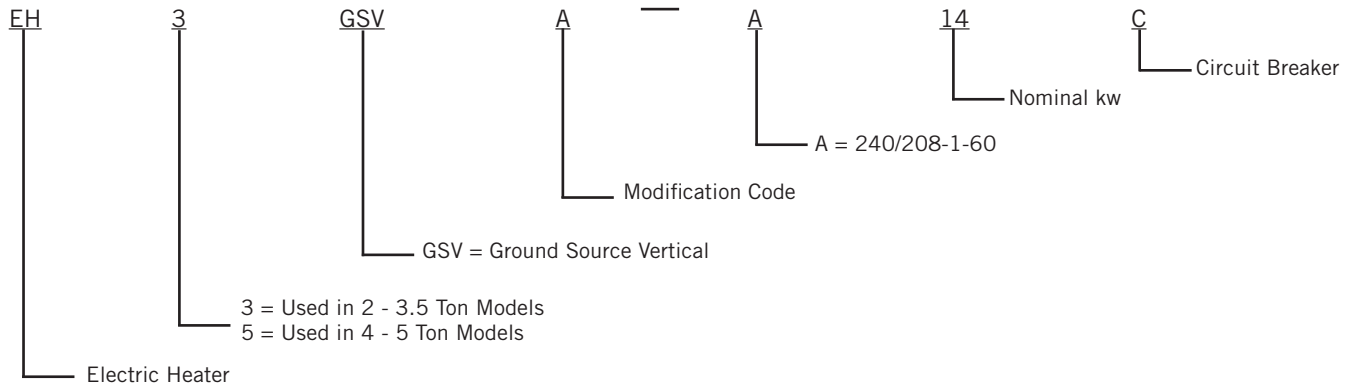 EH 3 GSV A — A 14 C
Circuit Breaker
Nominal kw
A = 240/208-1-60
Modification Code
GSV = Ground Source Vertical
3 = Used in 2 - 3.5 Ton Models
5 = Used in 4 - 5 Ton Models
Electric Heater